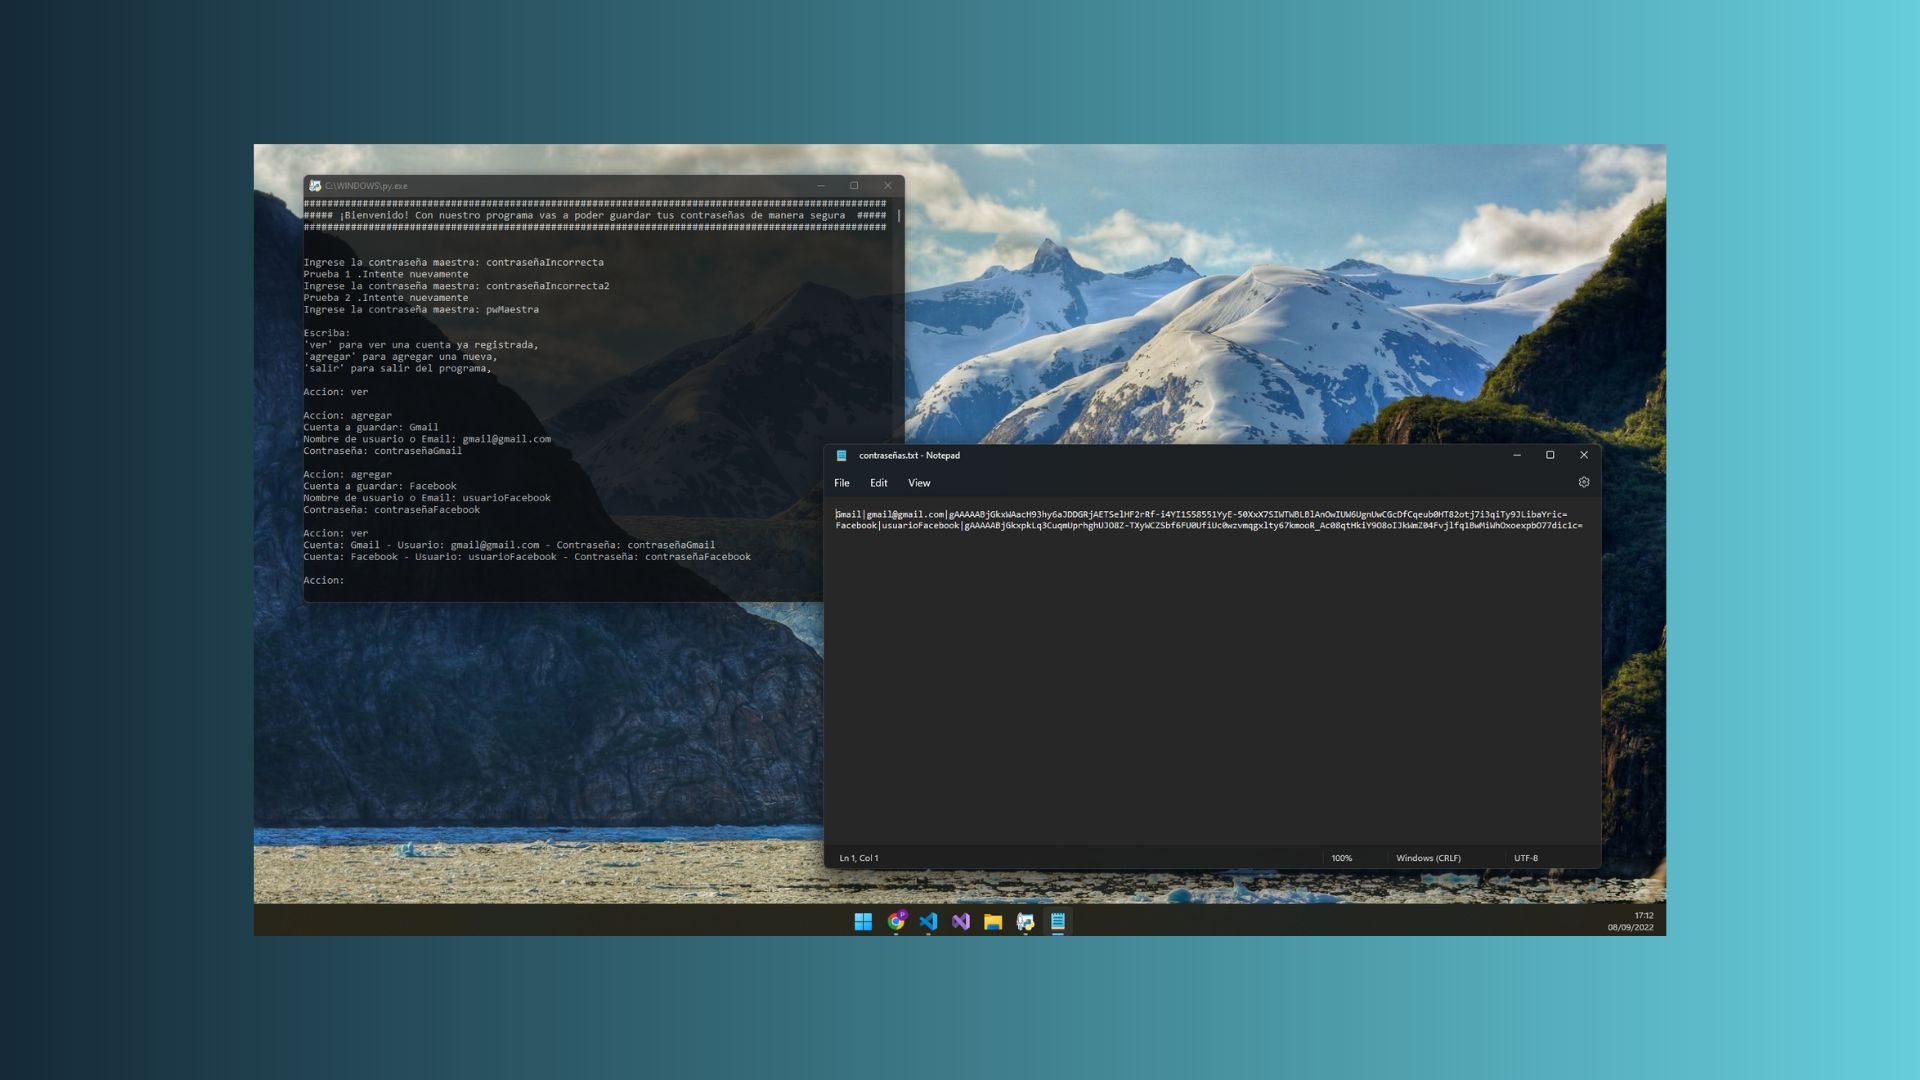 C:\WINDOWS\py.exe
###################################################################################################
##### ¡Bienvenido! Con nuestro programa vas a poder guardar tus contraseñas de manera segura #####
###################################################################################################
Ingrese la contraseña maestra: contraseñaIncorrecta
Prueba 1 .Intente nuevamente
Ingrese la contraseña maestra: contraseñaIncorrecta2
Prueba 2 .Intente nuevamente
Ingrese la contraseña maestra: pwMaestra
Escriba:
'ver' para ver una cuenta ya registrada,
'agregar' para agregar una nueva,
'salir' para salir del programa,
Accion: ver
Accion: agregar
Cuenta a guardar: Gmail
Nombre de usuario o Email: gmail@gmail.com
Contraseña: contraseñaGmail
Accion: agregar
Cuenta a guardar: Facebook
Nombre de usuario o Email: usuarioFacebook
Contraseña: contraseñaFacebook
Accion: ver
Cuenta: Gmail - Usuario: gmail@gmail.com - Contraseña: contraseñaGmail
Cuenta: Facebook - Usuario: usuarioFacebook - Contraseña: contraseñaFacebook
Accion:
contraseñas.txt - Notepad
File Edit View
Gmail|gmail@gmail.com|
Facebook|usuarioFacebook|
Ln 1, Col 1 100% Windows (CRLF) UTF-8
17:12
08/09/2022